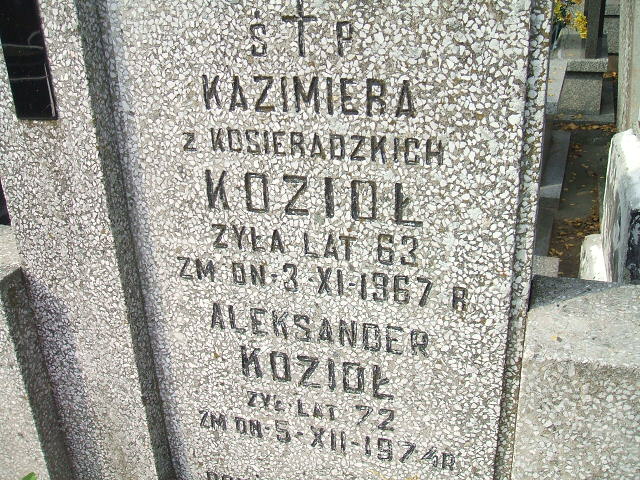 Ś † P
KAZIMIERA
z KOSIERADZKICH
KOZIOŁ
ŻYŁA LAT 63
ZM DN-3-XI-1967 R
ALEKSANDER
KOZIOŁ
ŻYŁ LAT 72
ZM DN-5-XII-1974R